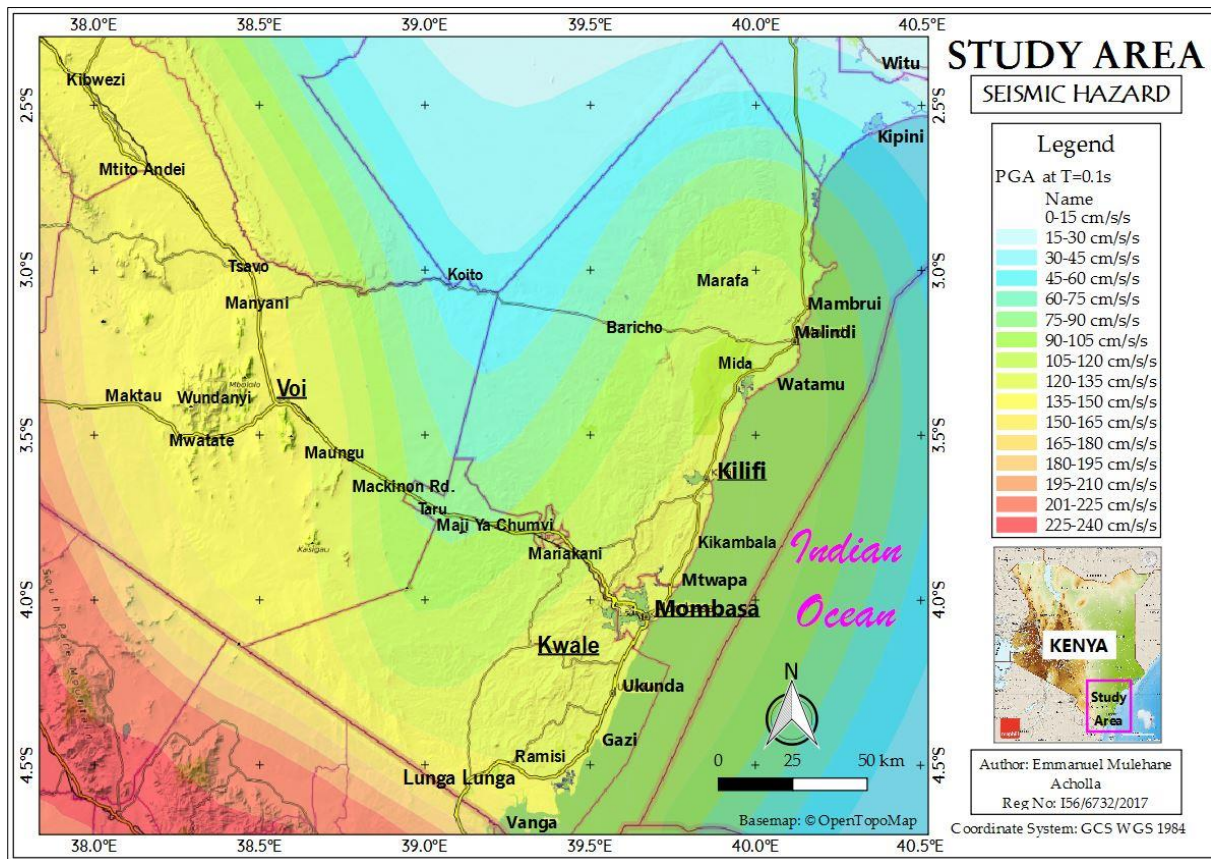 38.0°E 38.5°E 39.0°E 39.5°E 40.0°E 40.5°E
STUDY AREA
SEISMIC HAZARD
Legend
PGA at T=0.1s
Name
0-15 cm/s/s
15-30 cm/s/s
30-45 cm/s/s
45-60 cm/s/s
60-75 cm/s/s
75-90 cm/s/s
90-105 cm/s/s
105-120 cm/s/s
120-135 cm/s/s
135-150 cm/s/s
150-165 cm/s/s
165-180 cm/s/s
180-195 cm/s/s
195-210 cm/s/s
201-225 cm/s/s
225-240 cm/s/s
2.5°S
3.0°S
3.5°S
4.0°S
4.5°S
Witu
Kibwezi
Kipini
Mtito Andei
Tsavo
Koito
Marafa
Manyani
Mambrui
Baricho
Malindi
Mida
Watamu
Mbololo
Voi
Maktau
Wundanyi
Mwatate
Maungu
Kilifi
Mackinon Rd.
Taru
Maji Ya Chumvi
Kasigau
Mariakani
Kikambala
Indian
Ocean
Mtwapa
Mombasa
Kwale
Ukunda
Gazi
Ramisi
Lunga Lunga
Vanga
N
0 25 50 km
Basemap: © OpenTopoMap
2.5°S
3.0°S
3.5°S
4.0°S
4.5°S
38.0°E 38.5°E 39.0°E 39.5°E 40.0°E 40.5°E
KENYA
Study
Area
Author: Emmanuel Mulehane
Acholla
Reg No: I56/6732/2017
Coordinate System: GCS WGS 1984